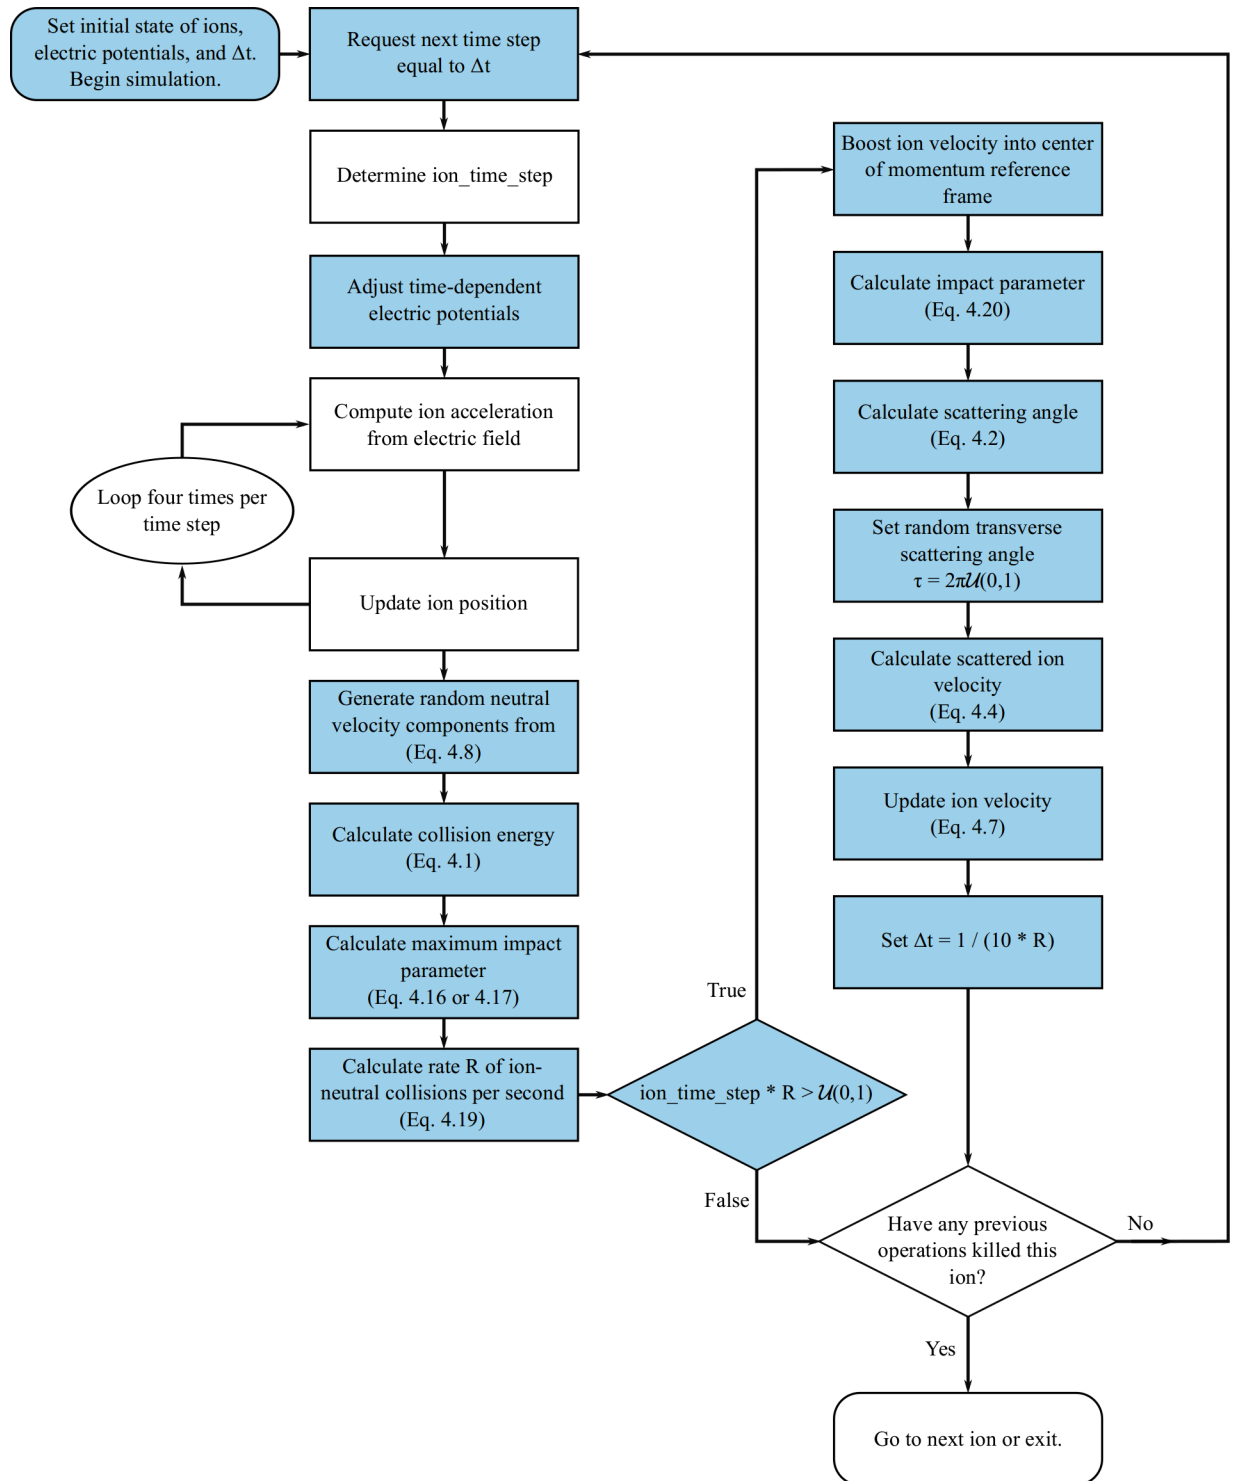 Set initial state of ions,
electric potentials, and Δt.
Begin simulation.
Request next time step
equal to Δt
Determine ion_time_step
Adjust time-dependent
electric potentials
Compute ion acceleration
from electric field
Loop four times per
time step
Update ion position
Generate random neutral
velocity components from
(Eq. 4.8)
Calculate collision energy
(Eq. 4.1)
Calculate maximum impact
parameter
(Eq. 4.16 or 4.17)
Calculate rate R of ion-
neutral collisions per second
(Eq. 4.19)
ion_time_step * R > 𝒰(0,1)
True
False
Boost ion velocity into center
of momentum reference
frame
Calculate impact parameter
(Eq. 4.20)
Calculate scattering angle
(Eq. 4.2)
Set random transverse
scattering angle
τ = 2π𝒰(0,1)
Calculate scattered ion
velocity
(Eq. 4.4)
Update ion velocity
(Eq. 4.7)
Set Δt = 1 / (10 * R)
Have any previous
operations killed this
ion?
No
Yes
Go to next ion or exit.